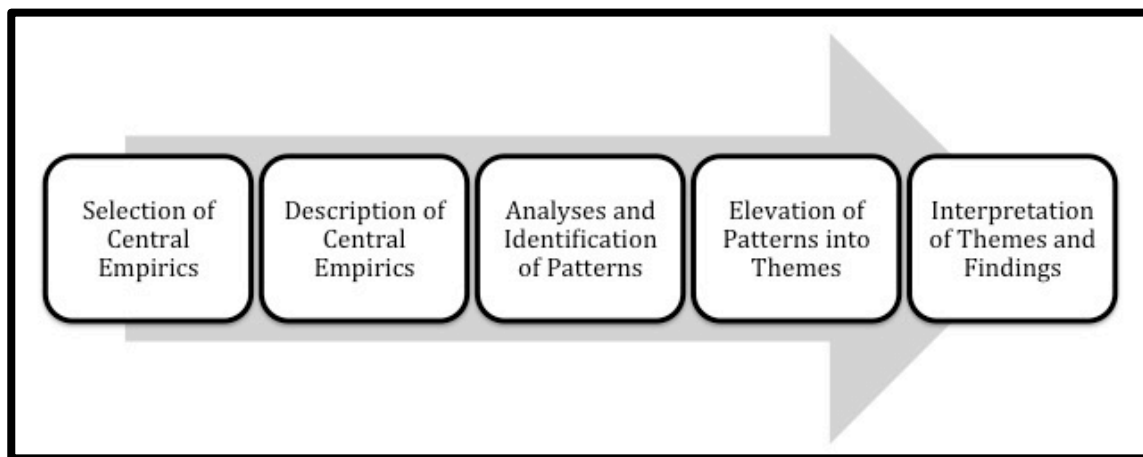 Selection of
Central
Empirics
Description of
Central
Empirics
Analyses and
Identification
of Patterns
Elevation of
Patterns into
Themes
Interpretation
of Themes and
Findings